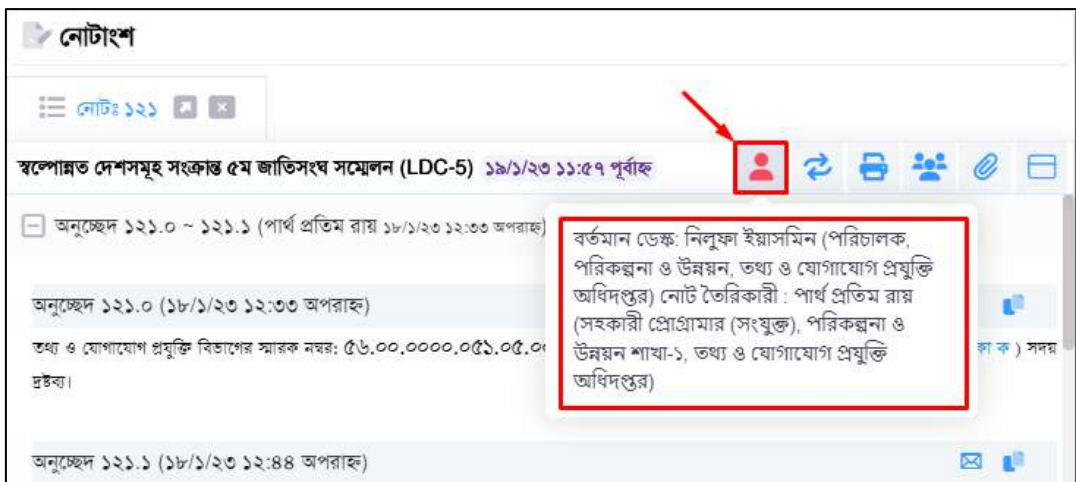 নোটাংশ
নোটঃ ১২১
স্বল্পোন্নত দেশসমূহ সংক্রান্ত ৫ম জাতিসংঘ সম্মেলন (LDC-5) ১৯/১/২৩ ১১:৫৭ পূর্বাহ্ন
অনুচ্ছেদ ১২১.০ ~ ১২১.১ (পার্থ প্রতিম রায় ১৮/১/২৩ ১২:৩৩ অপরাহ্ন)
বর্তমান ডেস্ক: নিলুফা ইয়াসমিন (পরিচালক,
পরিকল্পনা ও উন্নয়ন, তথ্য ও যোগাযোগ প্রযুক্তি
অধিদপ্তর) নোট তৈরিকারী : পার্থ প্রতিম রায়
(সহকারী প্রোগ্রামার (সংযুক্ত), পরিকল্পনা ও
উন্নয়ন শাখা-১, তথ্য ও যোগাযোগ প্রযুক্তি
অধিদপ্তর)
অনুচ্ছেদ ১২১.০ (১৮/১/২৩ ১২:৩৩ অপরাহ্ন)
তথ্য ও যোগাযোগ প্রযুক্তি বিভাগের স্মারক নম্বর: ৫৬.০০.০০০০.০৫১.০৫.০ ক ) সদয়
দ্রষ্টব্য।
অনুচ্ছেদ ১২১.১ (১৮/১/২৩ ১২:৪৪ অপরাহ্ন)